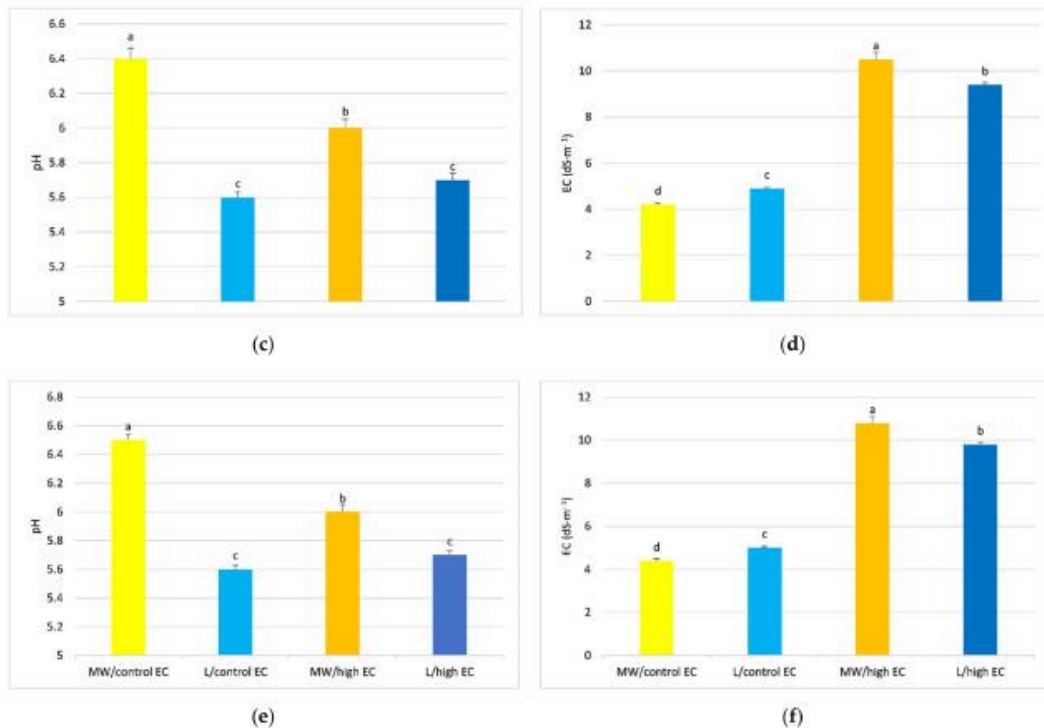 6.6
6.4
6.2
6
5.8
5.6
5.4
5.2
5
pH
a
c
b
c
(c)
12
10
8
6
4
2
0
EC (dS·m⁻¹)
d
c
a
b
(d)
6.8
6.6
6.4
6.2
6
5.8
5.6
5.4
5.2
5
pH
a
c
b
c
MW/control EC L/control EC MW/high EC L/high EC
(e)
12
10
8
6
4
2
0
EC (dS·m⁻¹)
d
c
a
b
MW/control EC L/control EC MW/high EC L/high EC
(f)